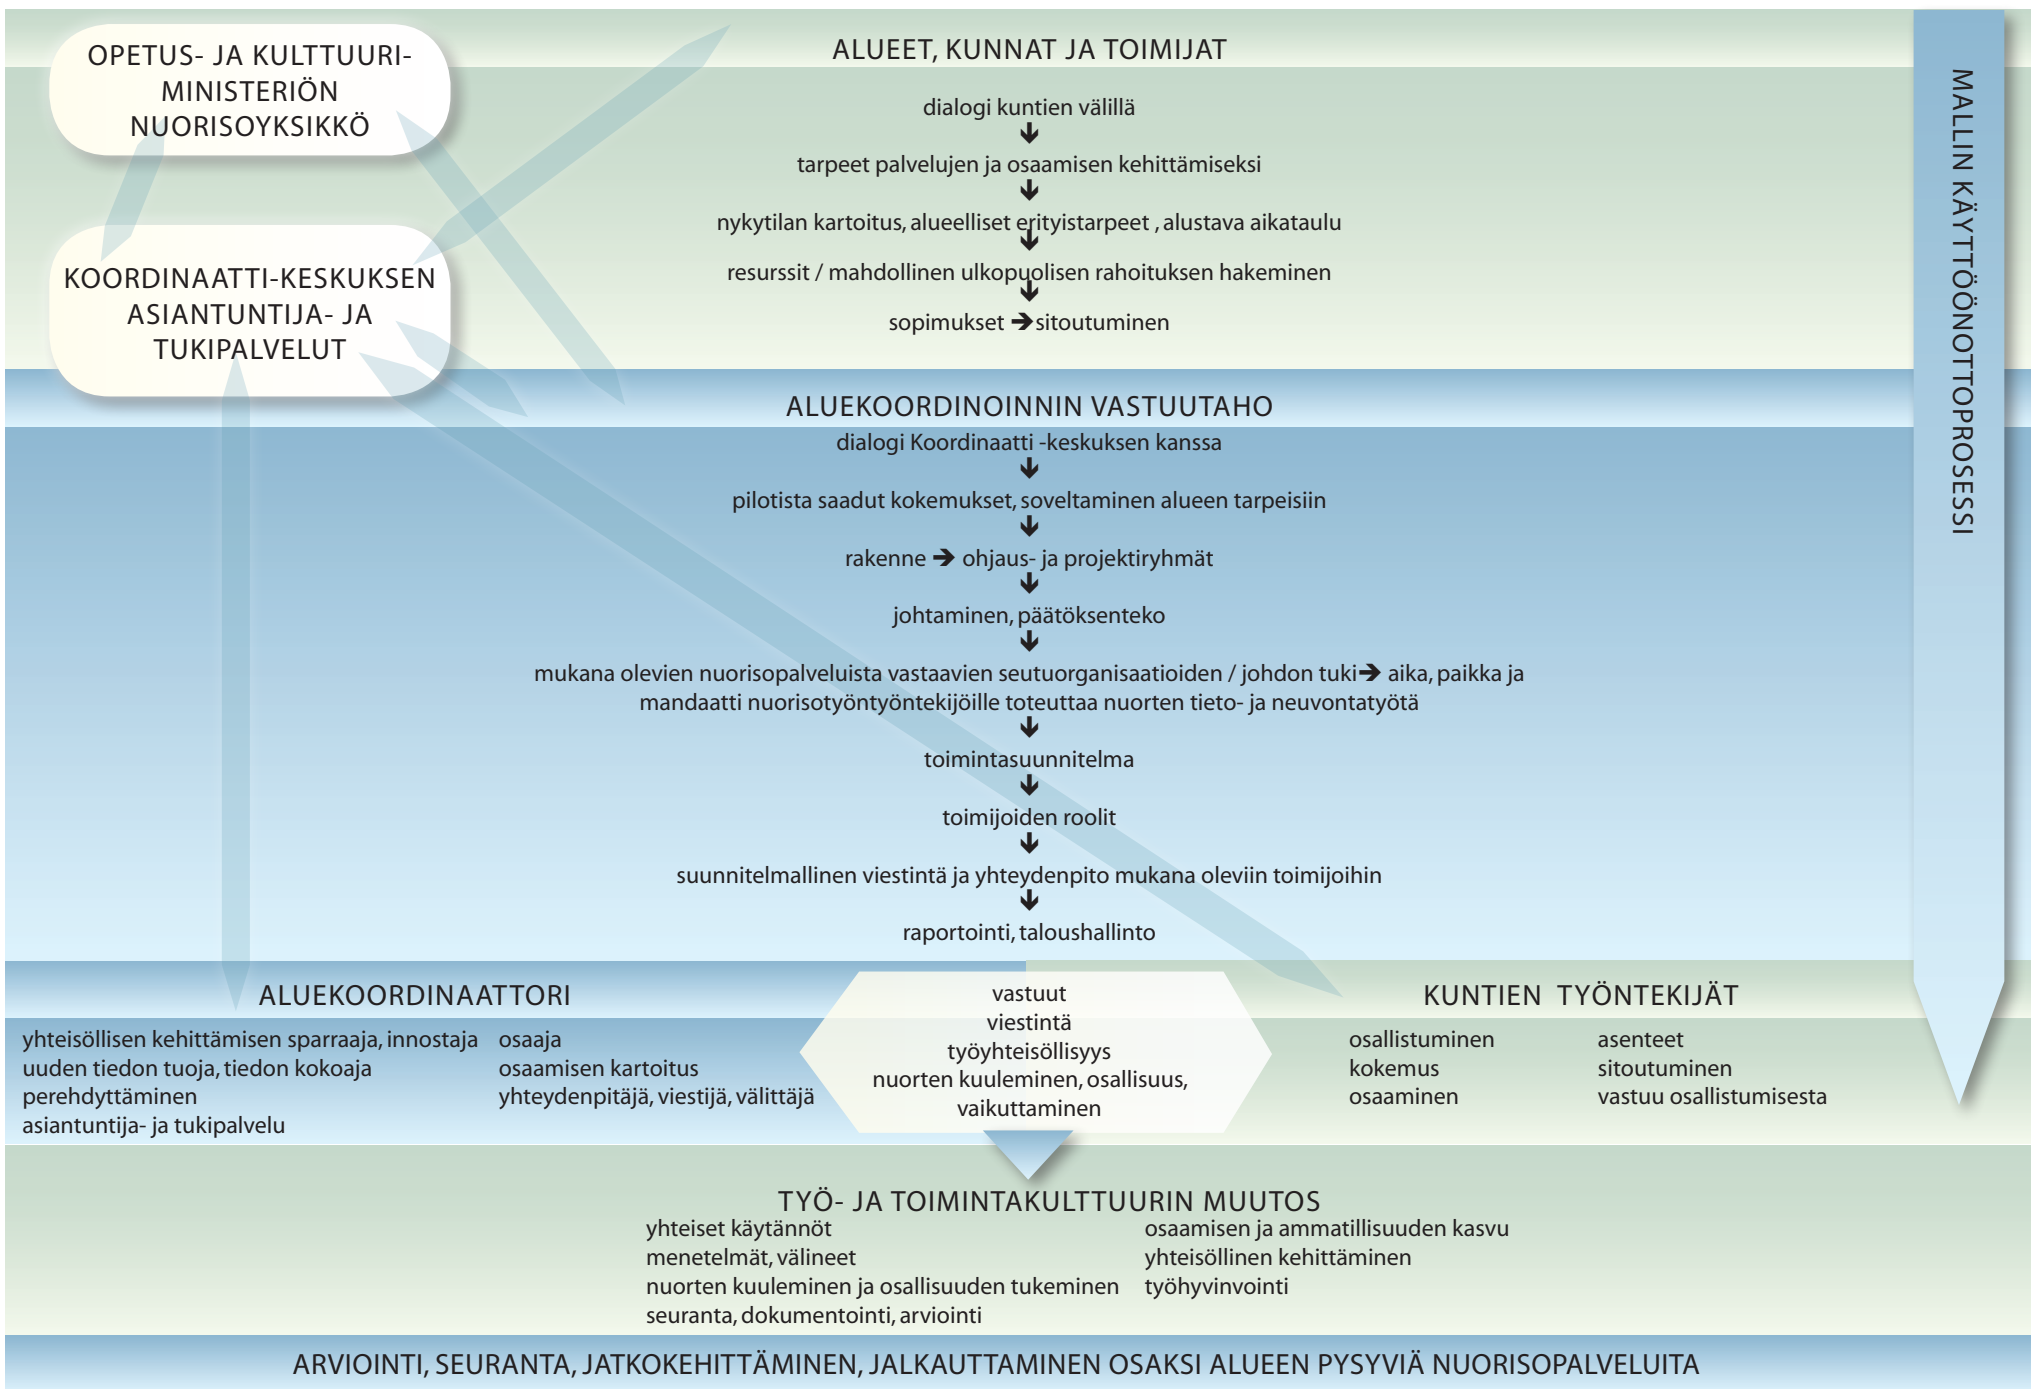 OPETUS- JA KULTTUURI-
MINISTERIÖN
NUORISOYKSIKKÖ
KOORDINAATTI-KESKUKSEN
ASIANTUNTIJA- JA
TUKIPALVELUT
ALUEET, KUNNAT JA TOIMIJAT
dialogi kuntien välillä
tarpeet palvelujen ja osaamisen kehittämiseksi
nykytilan kartoitus, alueelliset erityistarpeet , alustava aikataulu
resurssit / mahdollinen ulkopuolisen rahoituksen hakeminen
sopimukset ➔ sitoutuminen
MALLIN KÄYTTÖÖNOTTOPROSESSI
ALUEKOORDINOINNIN VASTUUTAHO
dialogi Koordinaatti -keskuksen kanssa
pilotista saadut kokemukset, soveltaminen alueen tarpeisiin
rakenne ➔ ohjaus- ja projektiryhmät
johtaminen, päätöksenteko
mukana olevien nuorisopalveluista vastaavien seutuorganisaatioiden / johdon tuki➔ aika, paikka ja
mandaatti nuorisotyöntyöntekijöille toteuttaa nuorten tieto- ja neuvontatyötä
toimintasuunnitelma
toimijoiden roolit
suunnitelmallinen viestintä ja yhteydenpito mukana oleviin toimijoihin
raportointi, taloushallinto
ALUEKOORDINAATTORI
yhteisöllisen kehittämisen sparraaja, innostaja
uuden tiedon tuoja, tiedon kokoaja
perehdyttäminen
asiantuntija- ja tukipalvelu
osaaja
osaamisen kartoitus
yhteydenpitäjä, viestijä, välittäjä
vastuut
viestintä
työyhteisöllisyys
nuorten kuuleminen, osallisuus,
vaikuttaminen
KUNTIEN TYÖNTEKIJÄT
osallistuminen
kokemus
osaaminen
asenteet
sitoutuminen
vastuu osallistumisesta
TYÖ- JA TOIMINTAKULTTUURIN MUUTOS
yhteiset käytännöt
menetelmät, välineet
nuorten kuuleminen ja osallisuuden tukeminen
seuranta, dokumentointi, arviointi
osaamisen ja ammatillisuuden kasvu
yhteisöllinen kehittäminen
työhyvinvointi
ARVIOINTI, SEURANTA, JATKOKEHITTÄMINEN, JALKAUTTAMINEN OSAKSI ALUEEN PYSYVIÄ NUORISOPALVELUITA